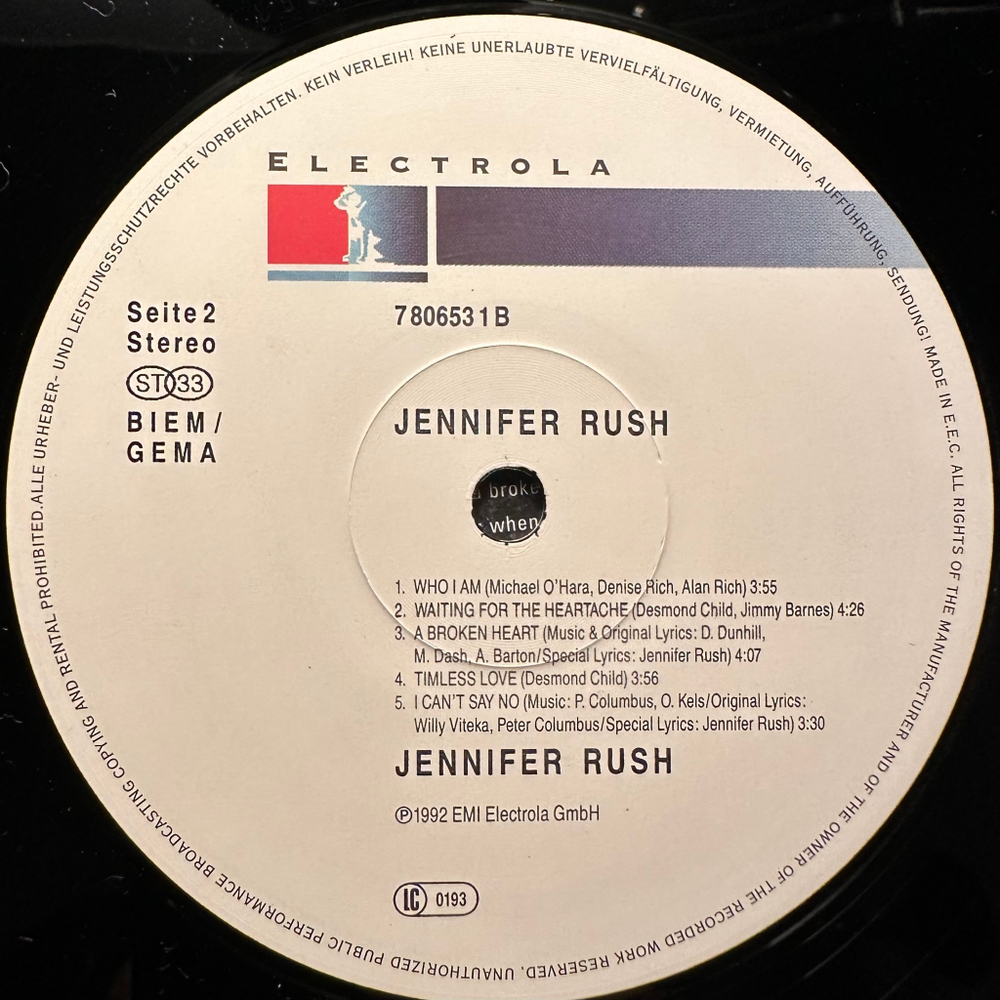 ALLE URHEBER- UND LEISTUNGSSCHUTZRECHTE VORBEHALTEN. KEIN VERLEIH! KEINE UNERLAUBTE VERVIELFÄLTIGUNG, VERMIETUNG, AUFFÜHRUNG, SENDUNG! MADE IN E.E.C. ALL RIGHTS OF THE MANUFACTURER AND OF THE OWNER OF THE RECORDED WORK RESERVED. UNAUTHORIZED PUBLIC PERFORMANCE BROADCASTING COPYING AND RENTAL PROHIBITED.
ELECTROLA
Seite 2
Stereo
ST 33
BIEM/
GEMA
7806531B
JENNIFER RUSH
broke
when
1. WHO I AM (Michael O'Hara, Denise Rich, Alan Rich) 3:55
2. WAITING FOR THE HEARTACHE (Desmond Child, Jimmy Barnes) 4:26
3. A BROKEN HEART (Music & Original Lyrics: D. Dunhill,
M. Dash, A. Barton/Special Lyrics: Jennifer Rush) 4:07
4. TIMLESS LOVE (Desmond Child) 3:56
5. I CAN'T SAY NO (Music: P. Columbus, O. Kels/Original Lyrics:
Willy Viteka, Peter Columbus/Special Lyrics: Jennifer Rush) 3:30
JENNIFER RUSH
℗1992 EMI Electrola GmbH
LC 0193